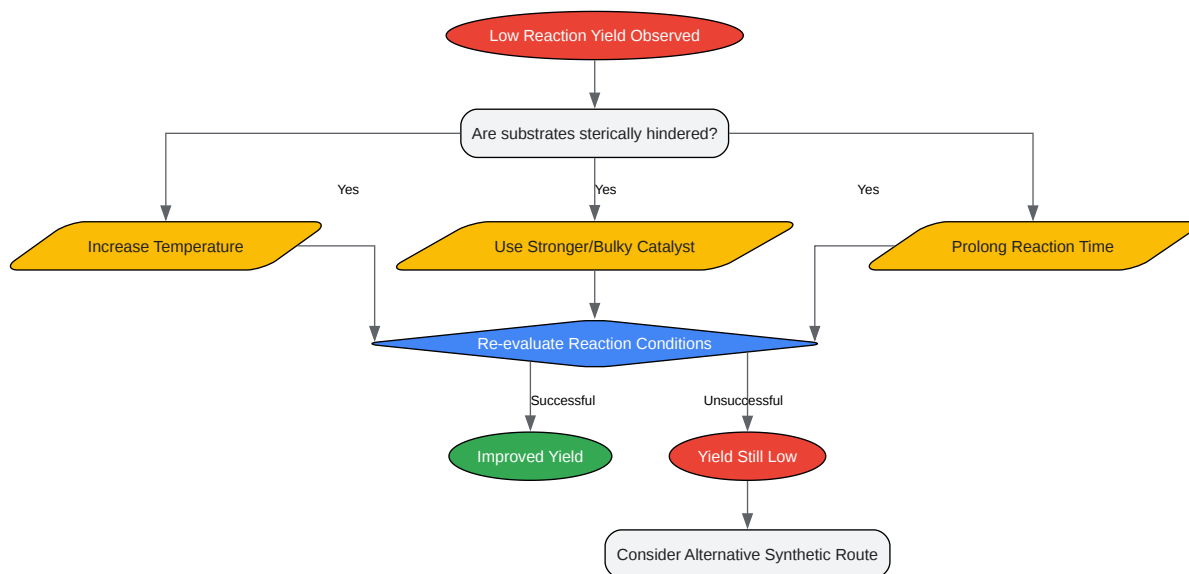 Low Reaction Yield Observed
Are substrates sterically hindered?
Yes
Yes
Yes
Increase Temperature
Use Stronger/Bulky Catalyst
Prolong Reaction Time
Re-evaluate Reaction Conditions
Successful
Unsuccessful
Improved Yield
Yield Still Low
Consider Alternative Synthetic Route